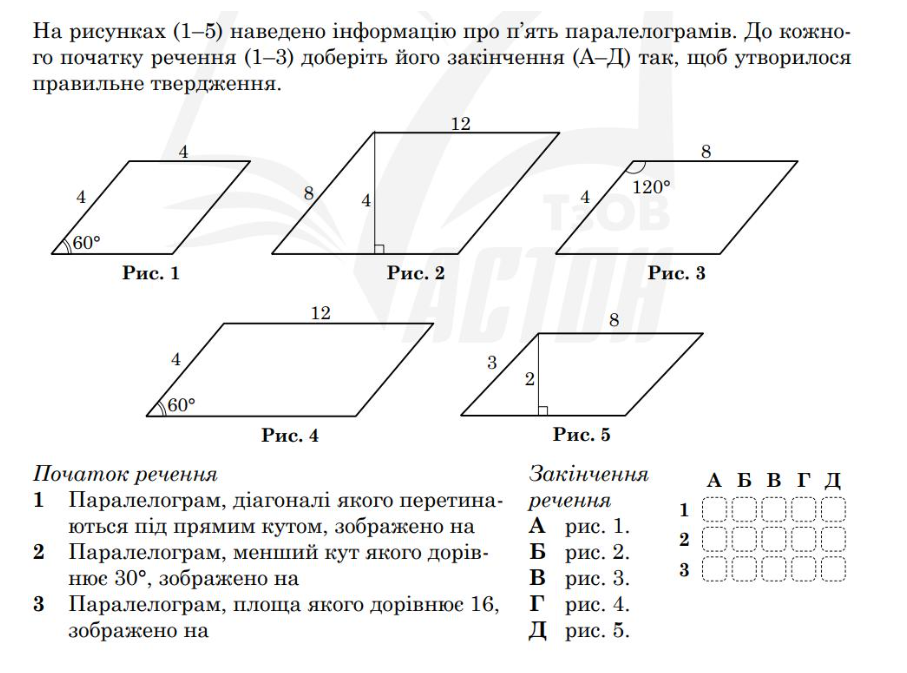 На рисунках (1–5) наведено інформацію про п’ять паралелограмів. До кожно-
го початку речення (1–3) доберіть його закінчення (А–Д) так, щоб утворилося
правильне твердження.
4
4
60°
Рис. 1
12
8
4
Рис. 2
8
4
120°
Рис. 3
12
4
60°
Рис. 4
8
3
2
Рис. 5
ТзОВ
АСТОН
Початок речення
1 Паралелограм, діагоналі якого перетина-
ються під прямим кутом, зображено на
2 Паралелограм, менший кут якого дорів-
нює 30°, зображено на
3 Паралелограм, площа якого дорівнює 16,
зображено на
Закінчення
речення
А рис. 1.
Б рис. 2.
В рис. 3.
Г рис. 4.
Д рис. 5.
А Б В Г Д
1
2
3